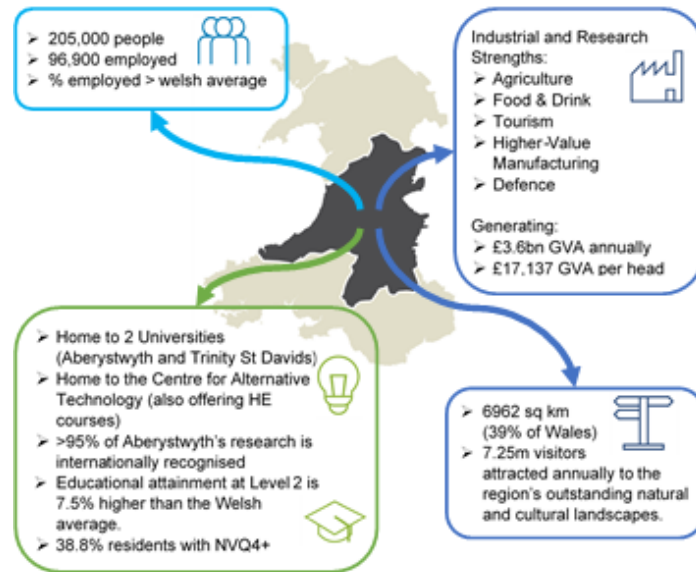 ➢ 205,000 people
➢ 96,900 employed
➢ % employed > welsh average
Industrial and Research
Strengths:
➢ Agriculture
➢ Food & Drink
➢ Tourism
➢ Higher-Value
Manufacturing
➢ Defence
Generating:
➢ £3.6bn GVA annually
➢ £17,137 GVA per head
➢ Home to 2 Universities
(Aberystwyth and Trinity St Davids)
➢ Home to the Centre for Alternative
Technology (also offering HE
courses)
➢ >95% of Aberystwyth's research is
internationally recognised
➢ Educational attainment at Level 2 is
7.5% higher than the Welsh
average.
➢ 38.8% residents with NVQ4+
➢ 6962 sq km
(39% of Wales)
➢ 7.25m visitors
attracted annually to the
region's outstanding natural
and cultural landscapes.